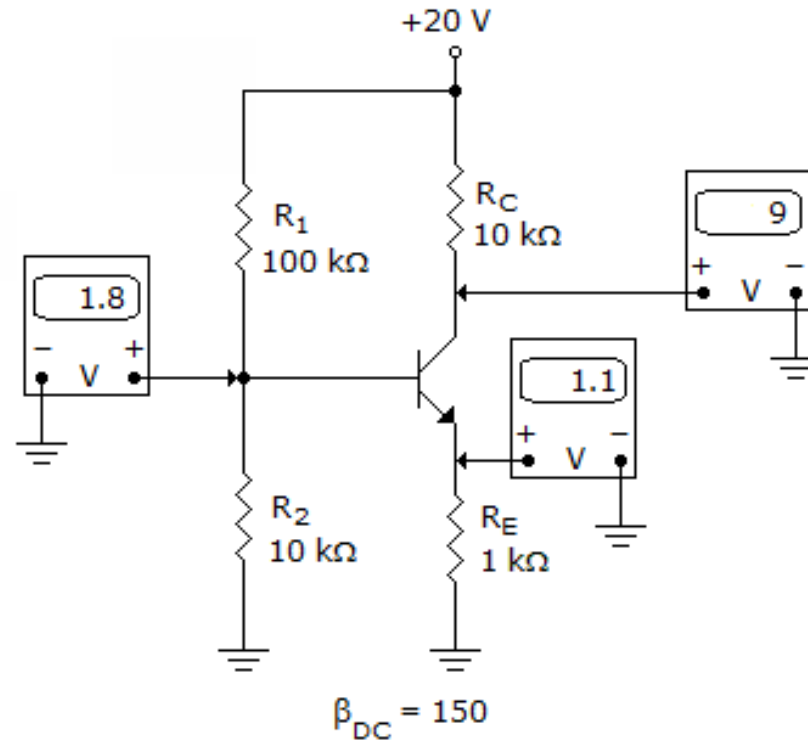 +20 V
R1
100 kΩ
RC
10 kΩ
9
+ V −
1.8
− V +
1.1
+ V −
R2
10 kΩ
RE
1 kΩ
βDC = 150